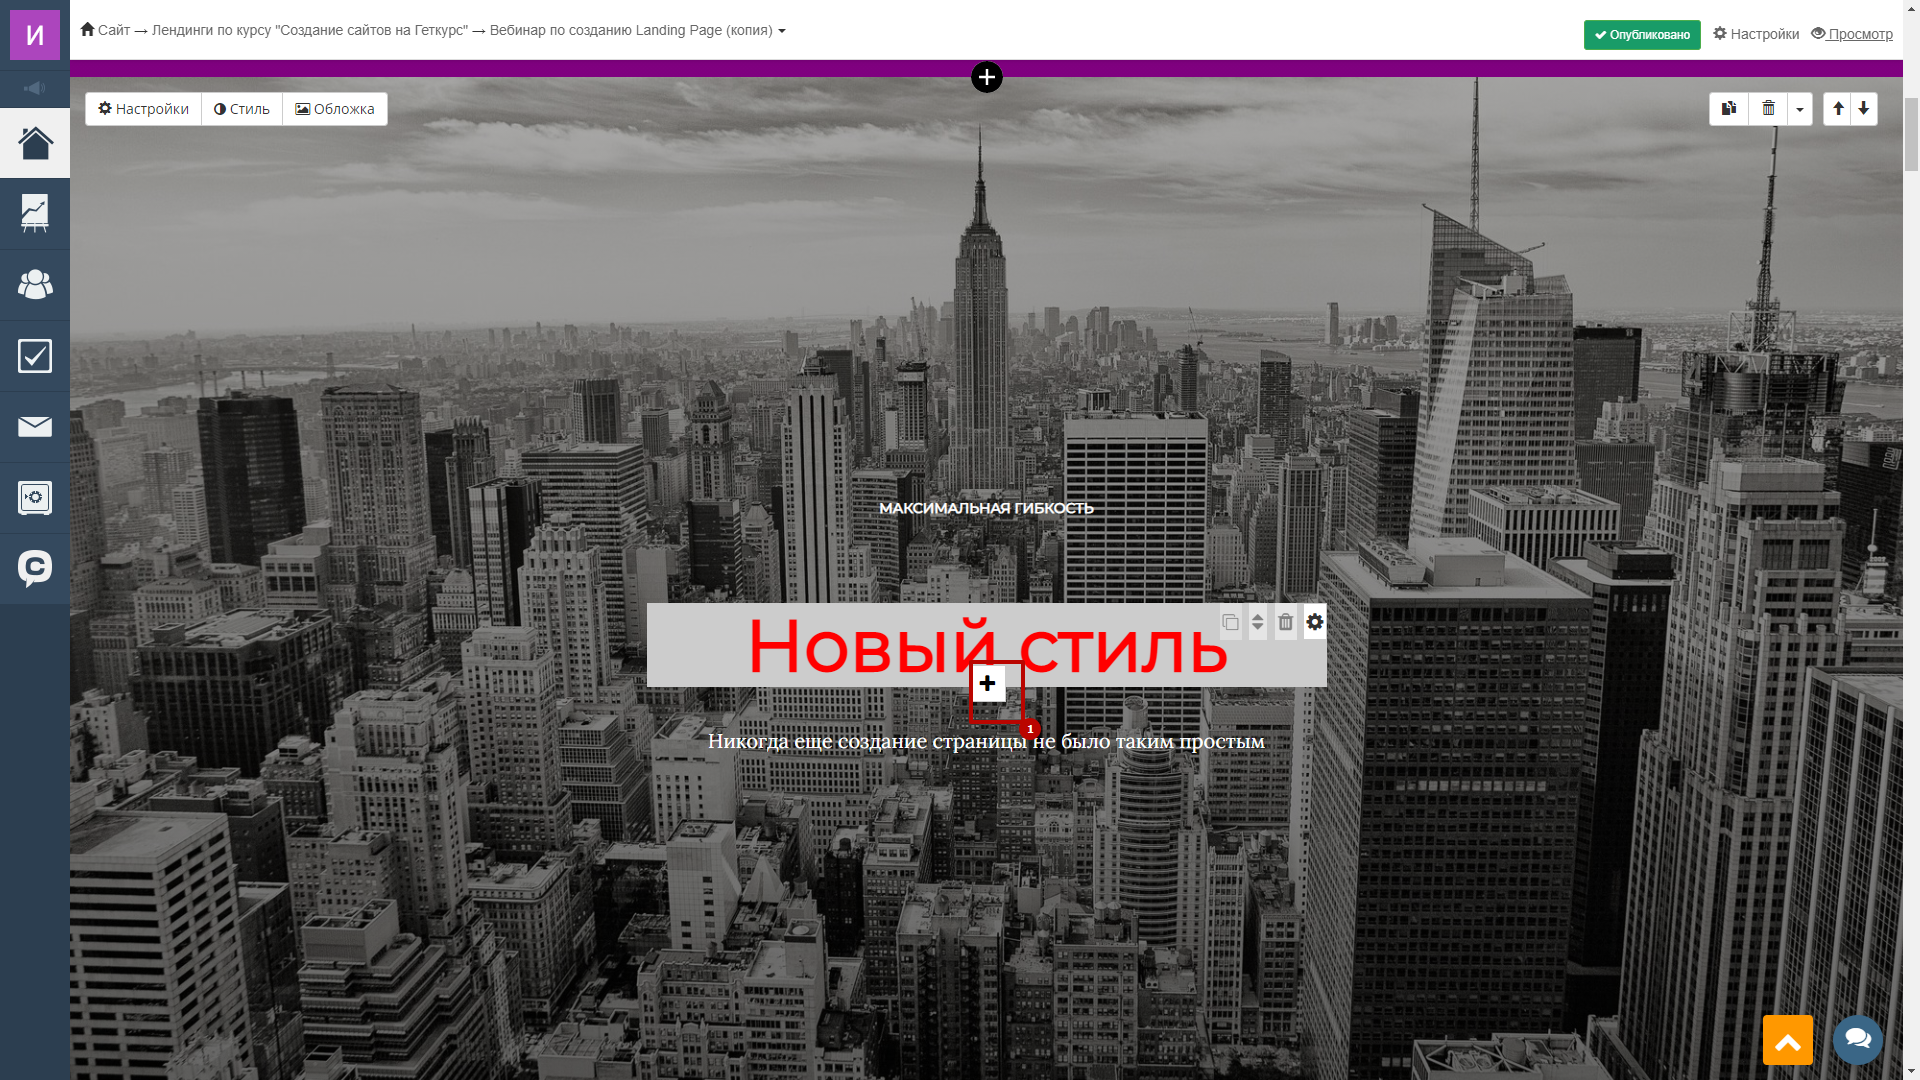 И
Сайт → Лендинги по курсу "Создание сайтов на Геткурс" → Вебинар по созданию Landing Page (копия)
Опубликовано
Настройки
Просмотр
Настройки
Стиль
Обложка
МАКСИМАЛЬНАЯ ГИБКОСТЬ
Новый стиль
1
Никогда еще создание страницы не было таким простым